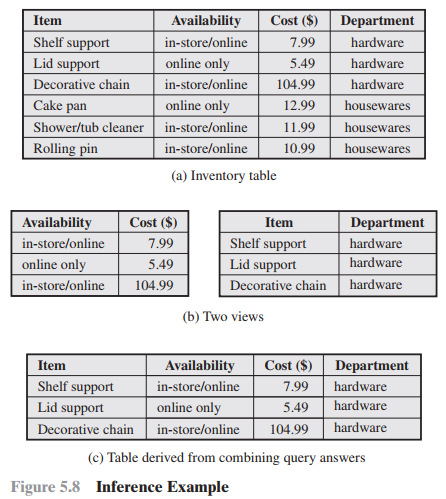 Item Availability Cost ($) Department
Shelf support in-store/online 7.99 hardware
Lid support online only 5.49 hardware
Decorative chain in-store/online 104.99 hardware
Cake pan online only 12.99 housewares
Shower/tub cleaner in-store/online 11.99 housewares
Rolling pin in-store/online 10.99 housewares
(a) Inventory table
Availability Cost ($)
in-store/online 7.99
online only 5.49
in-store/online 104.99
Item Department
Shelf support hardware
Lid support hardware
Decorative chain hardware
(b) Two views
Item Availability Cost ($) Department
Shelf support in-store/online 7.99 hardware
Lid support online only 5.49 hardware
Decorative chain in-store/online 104.99 hardware
(c) Table derived from combining query answers
Figure 5.8 Inference Example